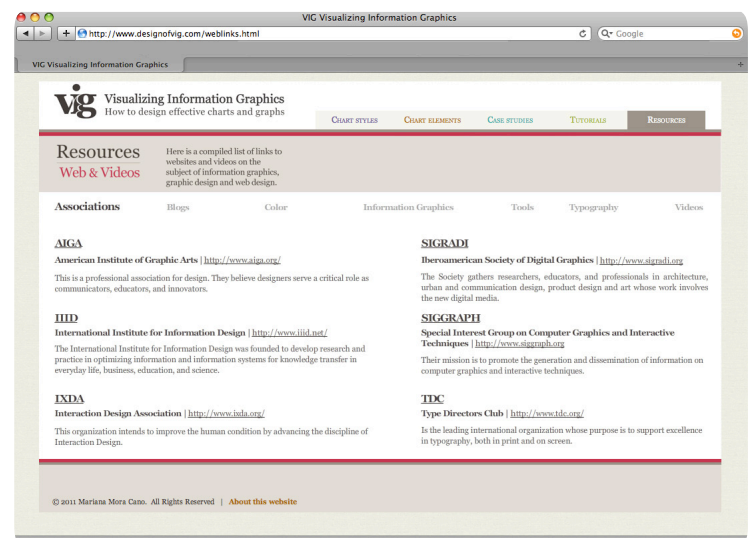 VIG Visualizing Information Graphics
http://www.designofvig.com/weblinks.html
Google
VIG Visualizing Information Graphics
vig Visualizing Information Graphics
How to design effective charts and graphs
Chart styles Chart elements Case studies Tutorials Resources
Resources
Web & Videos
Here is a compiled list of links to
websites and videos on the
subject of information graphics,
graphic design and web design.
Associations Blogs Color Information Graphics Tools Typography Videos
AIGA
American Institute of Graphic Arts | http://www.aiga.org/
This is a professional association for design. They believe designers serve a critical role as
communicators, educators, and innovators.
SIGRADI
Iberoamerican Society of Digital Graphics | http://www.sigradi.org
The Society gathers researchers, educators, and professionals in architecture,
urban and communication design, product design and art whose work involves
the new digital media.
IIID
International Institute for Information Design | http://www.iiid.net/
The International Institute for Information Design was founded to develop research and
practice in optimizing information and information systems for knowledge transfer in
everyday life, business, education, and science.
SIGGRAPH
Special Interest Group on Computer Graphics and Interactive
Techniques | http://www.siggraph.org
Their mission is to promote the generation and dissemination of information on
computer graphics and interactive techniques.
IXDA
Interaction Design Association | http://www.ixda.org/
This organization intends to improve the human condition by advancing the discipline of
Interaction Design.
TDC
Type Directors Club | http://www.tdc.org/
Is the leading international organization whose purpose is to support excellence
in typography, both in print and on screen.
© 2011 Mariana Mora Cano. All Rights Reserved | About this website